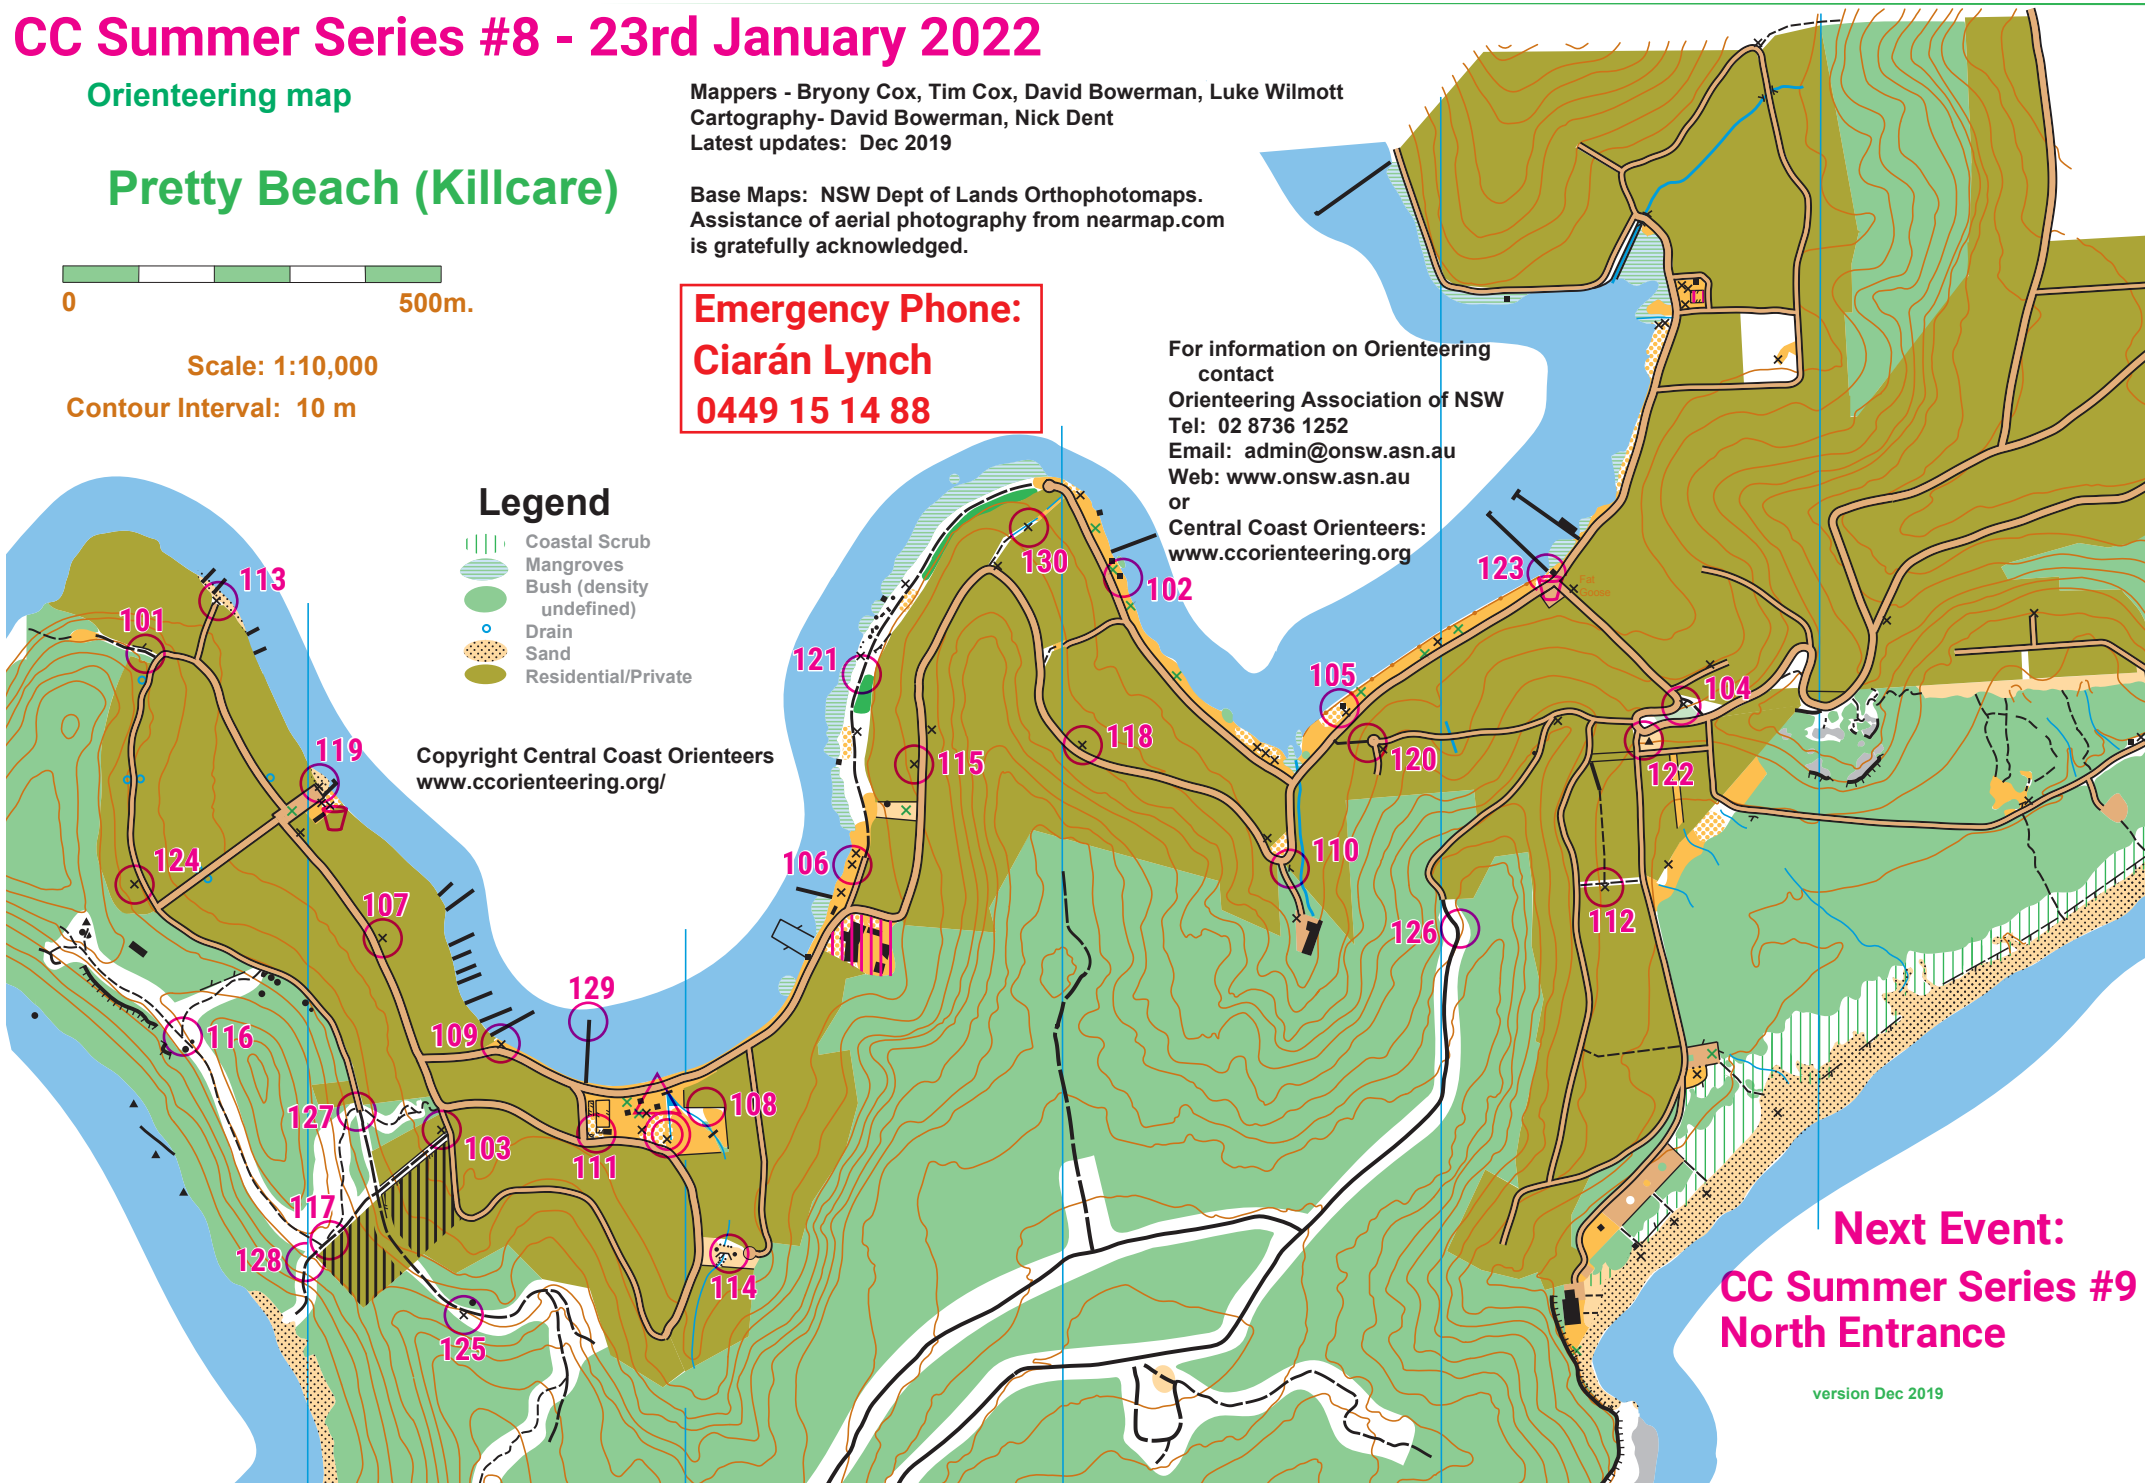 CC Summer Series #8 - 23rd January 2022
Orienteering map
Pretty Beach (Killcare)
0
500m.
Scale: 1:10,000
Contour Interval: 10 m
Mappers - Bryony Cox, Tim Cox, David Bowerman, Luke Wilmott
Cartography- David Bowerman, Nick Dent
Latest updates: Dec 2019
Base Maps: NSW Dept of Lands Orthophotomaps.
Assistance of aerial photography from nearmap.com
is gratefully acknowledged.
Emergency Phone:
Ciarán Lynch
0449 15 14 88
For information on Orienteering
contact
Orienteering Association of NSW
Tel: 02 8736 1252
Email: admin@onsw.asn.au
Web: www.onsw.asn.au
or
Central Coast Orienteers:
www.ccorienteering.org
Legend
Coastal Scrub
Mangroves
Bush (density
undefined)
Drain
Sand
Residential/Private
Copyright Central Coast Orienteers
www.ccorienteering.org/
113
101
119
124
107
116
109
129
127
103
117
128
125
111
108
114
106
121
115
130
102
118
105
120
110
123
Fat
Goose
104
122
112
126
Next Event:
CC Summer Series #9
North Entrance
version Dec 2019